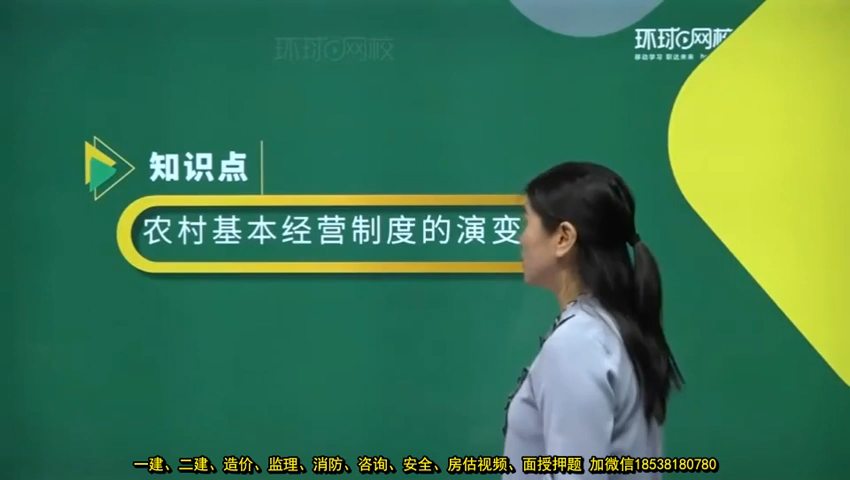 环球网校
环球网校
移动学习 职达未来
知识点
农村基本经营制度的演变
一建、二建、造价、监理、消防、咨询、安全、房估视频、面授押题 加微信18538180780